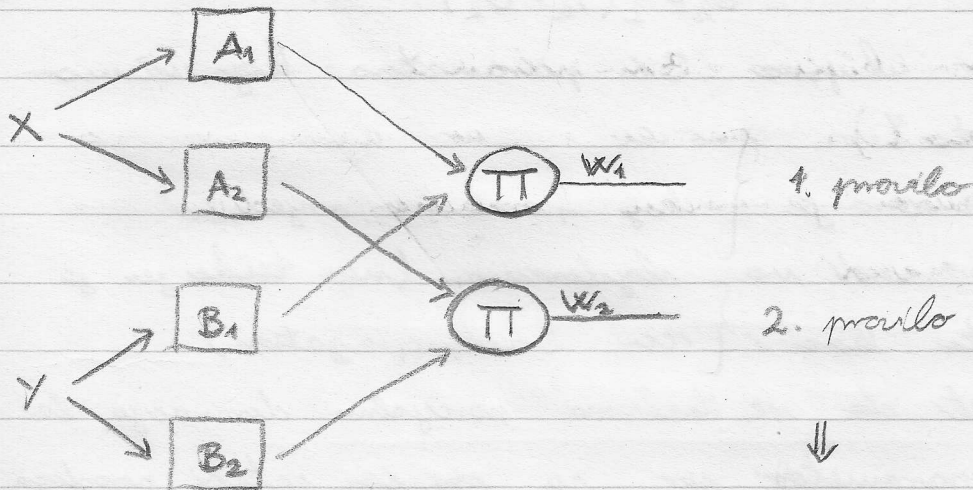 A1
X
A2
Π W1 1. pravilo
B1
Π W2 2. pravilo
Y
B2
⇓